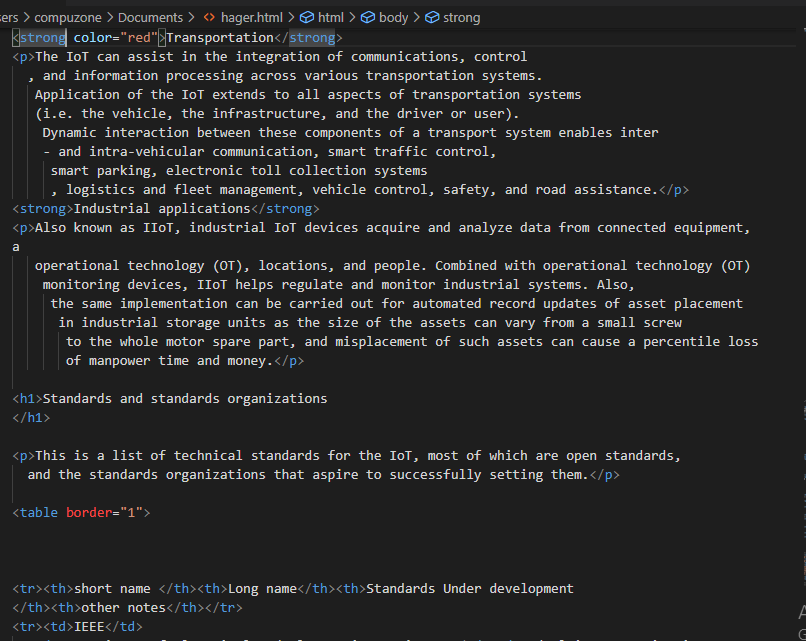 sers > compuzone > Documents > <> hager.html > html > body > strong
<strong color="red">Transportation</strong>
<p>The IoT can assist in the integration of communications, control
, and information processing across various transportation systems.
Application of the IoT extends to all aspects of transportation systems
(i.e. the vehicle, the infrastructure, and the driver or user).
Dynamic interaction between these components of a transport system enables inter
- and intra-vehicular communication, smart traffic control,
smart parking, electronic toll collection systems
, logistics and fleet management, vehicle control, safety, and road assistance.</p>
<strong>Industrial applications</strong>
<p>Also known as IIoT, industrial IoT devices acquire and analyze data from connected equipment,
a
operational technology (OT), locations, and people. Combined with operational technology (OT)
monitoring devices, IIoT helps regulate and monitor industrial systems. Also,
the same implementation can be carried out for automated record updates of asset placement
in industrial storage units as the size of the assets can vary from a small screw
to the whole motor spare part, and misplacement of such assets can cause a percentile loss
of manpower time and money.</p>
<h1>Standards and standards organizations
</h1>
<p>This is a list of technical standards for the IoT, most of which are open standards,
and the standards organizations that aspire to successfully setting them.</p>
<table border="1">
<tr><th>short name </th><th>Long name</th><th>Standards Under development
</th><th>other notes</th></tr>
<tr><td>IEEE</td>